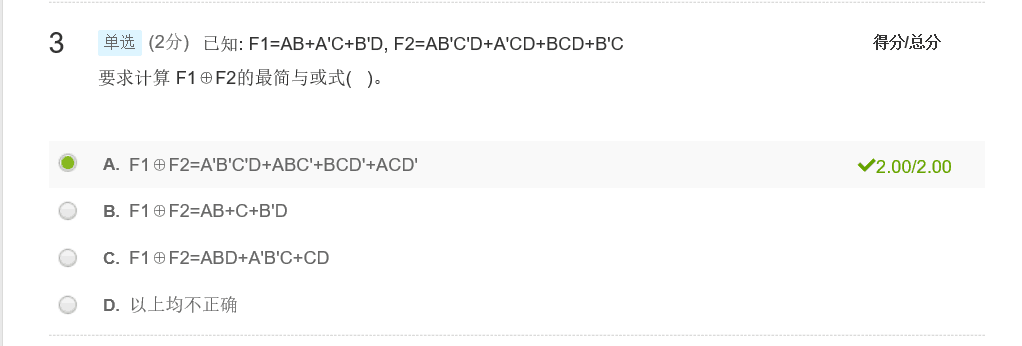 3 单选 (2分) 已知: F1=AB+A'C+B'D, F2=AB'C'D+A'CD+BCD+B'C 得分/总分
要求计算 F1⊕F2的最简与或式( )。
A. F1⊕F2=A'B'C'D+ABC'+BCD'+ACD' 2.00/2.00
B. F1⊕F2=AB+C+B'D
C. F1⊕F2=ABD+A'B'C+CD
D. 以上均不正确